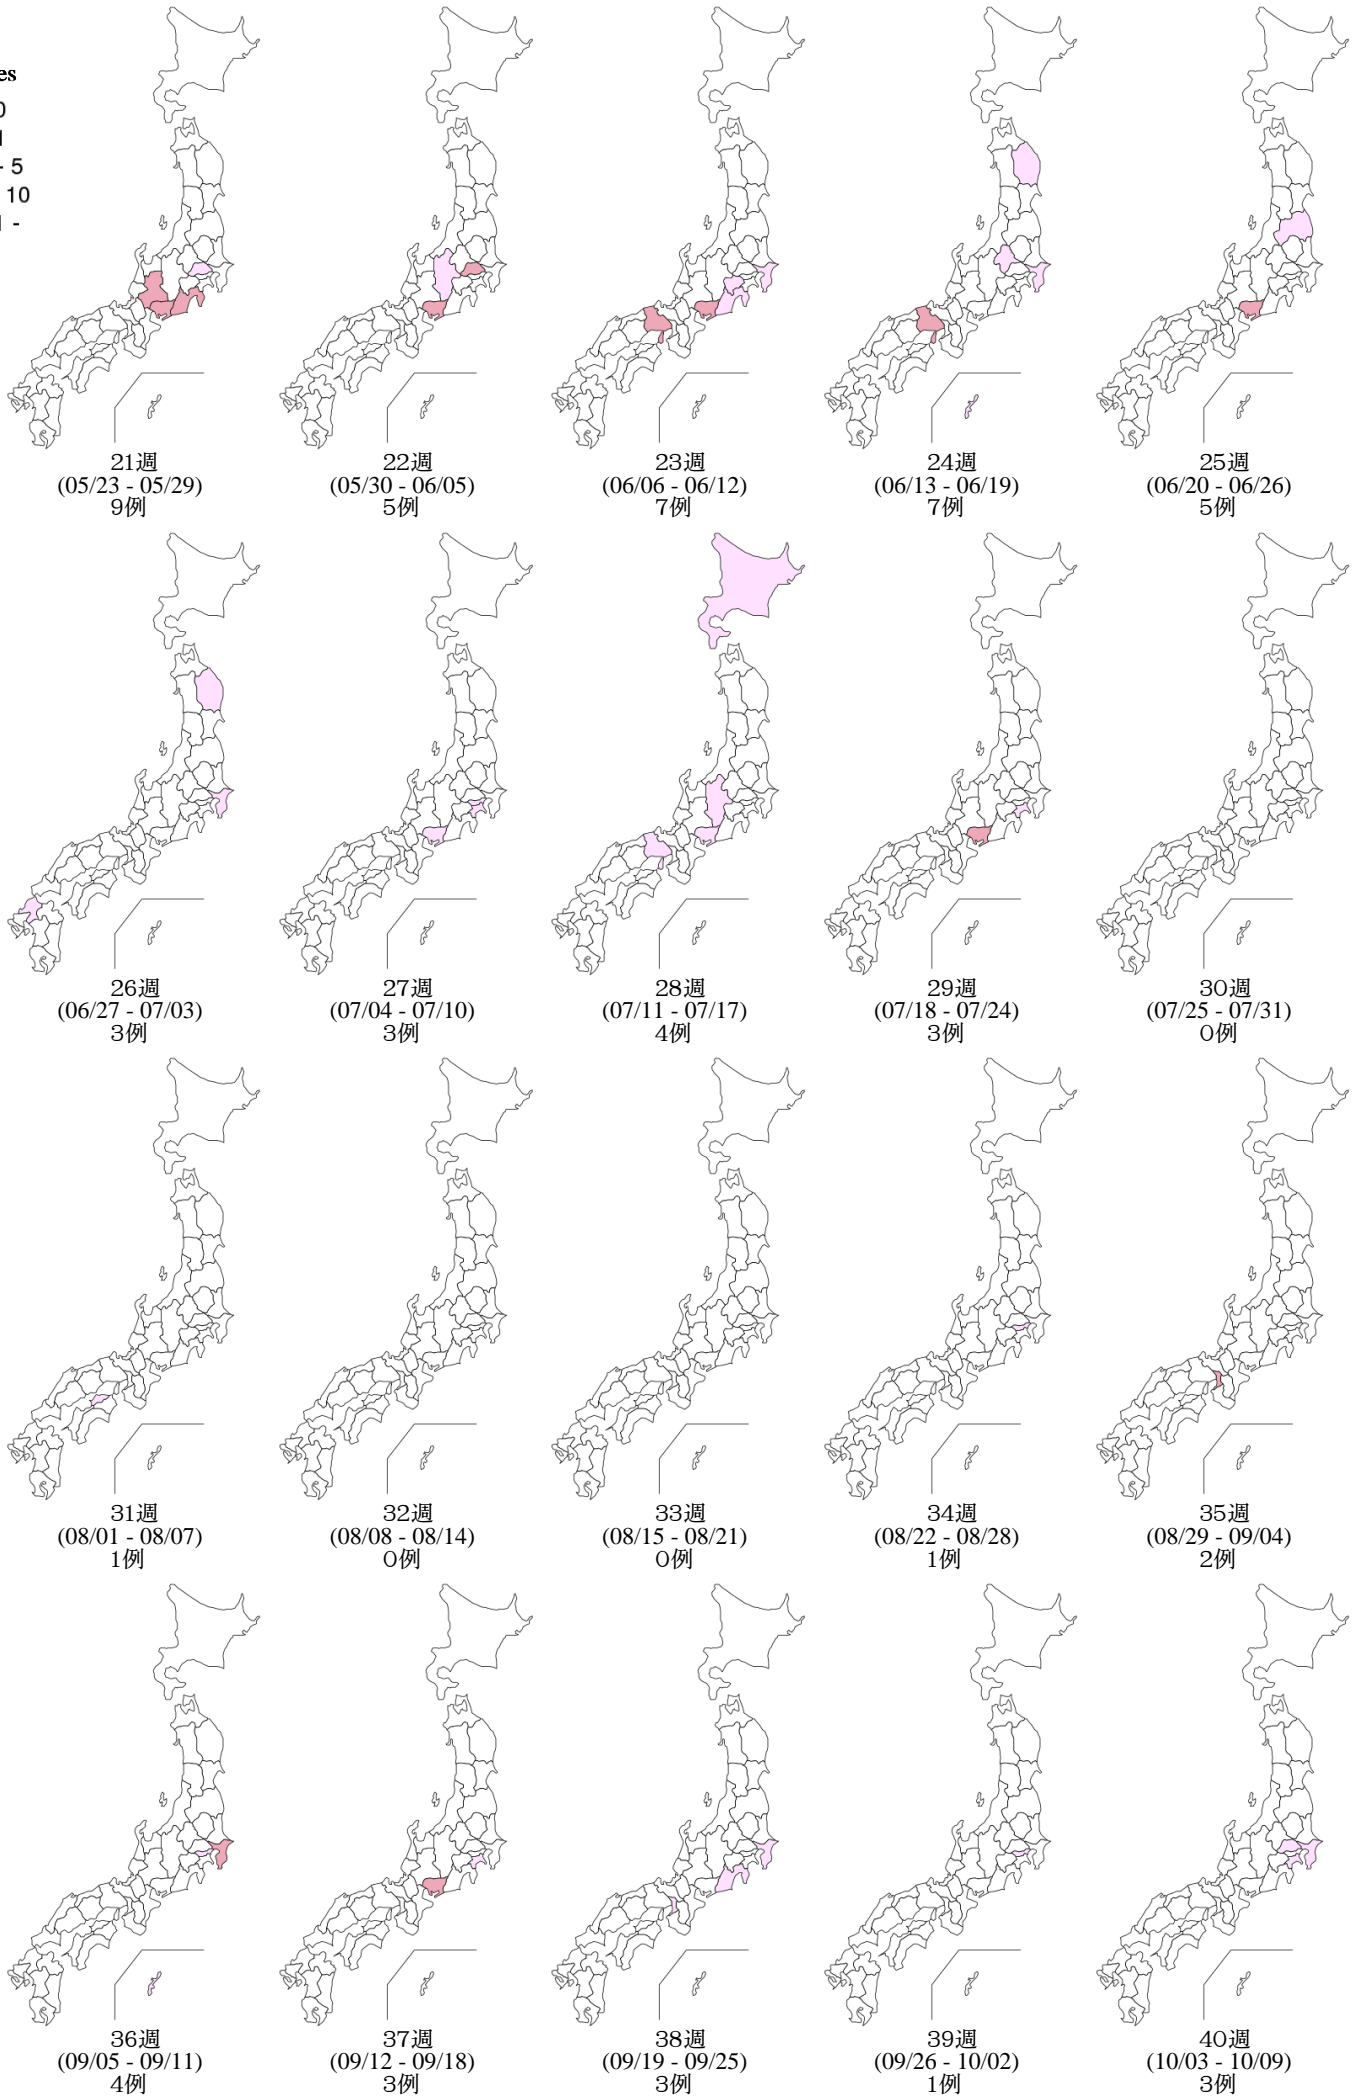 es
0
1
- 5
10
1 -
21週
(05/23 - 05/29)
9例
22週
(05/30 - 06/05)
5例
23週
(06/06 - 06/12)
7例
24週
(06/13 - 06/19)
7例
25週
(06/20 - 06/26)
5例
26週
(06/27 - 07/03)
3例
27週
(07/04 - 07/10)
3例
28週
(07/11 - 07/17)
4例
29週
(07/18 - 07/24)
3例
30週
(07/25 - 07/31)
0例
31週
(08/01 - 08/07)
1例
32週
(08/08 - 08/14)
0例
33週
(08/15 - 08/21)
0例
34週
(08/22 - 08/28)
1例
35週
(08/29 - 09/04)
2例
36週
(09/05 - 09/11)
4例
37週
(09/12 - 09/18)
3例
38週
(09/19 - 09/25)
3例
39週
(09/26 - 10/02)
1例
40週
(10/03 - 10/09)
3例